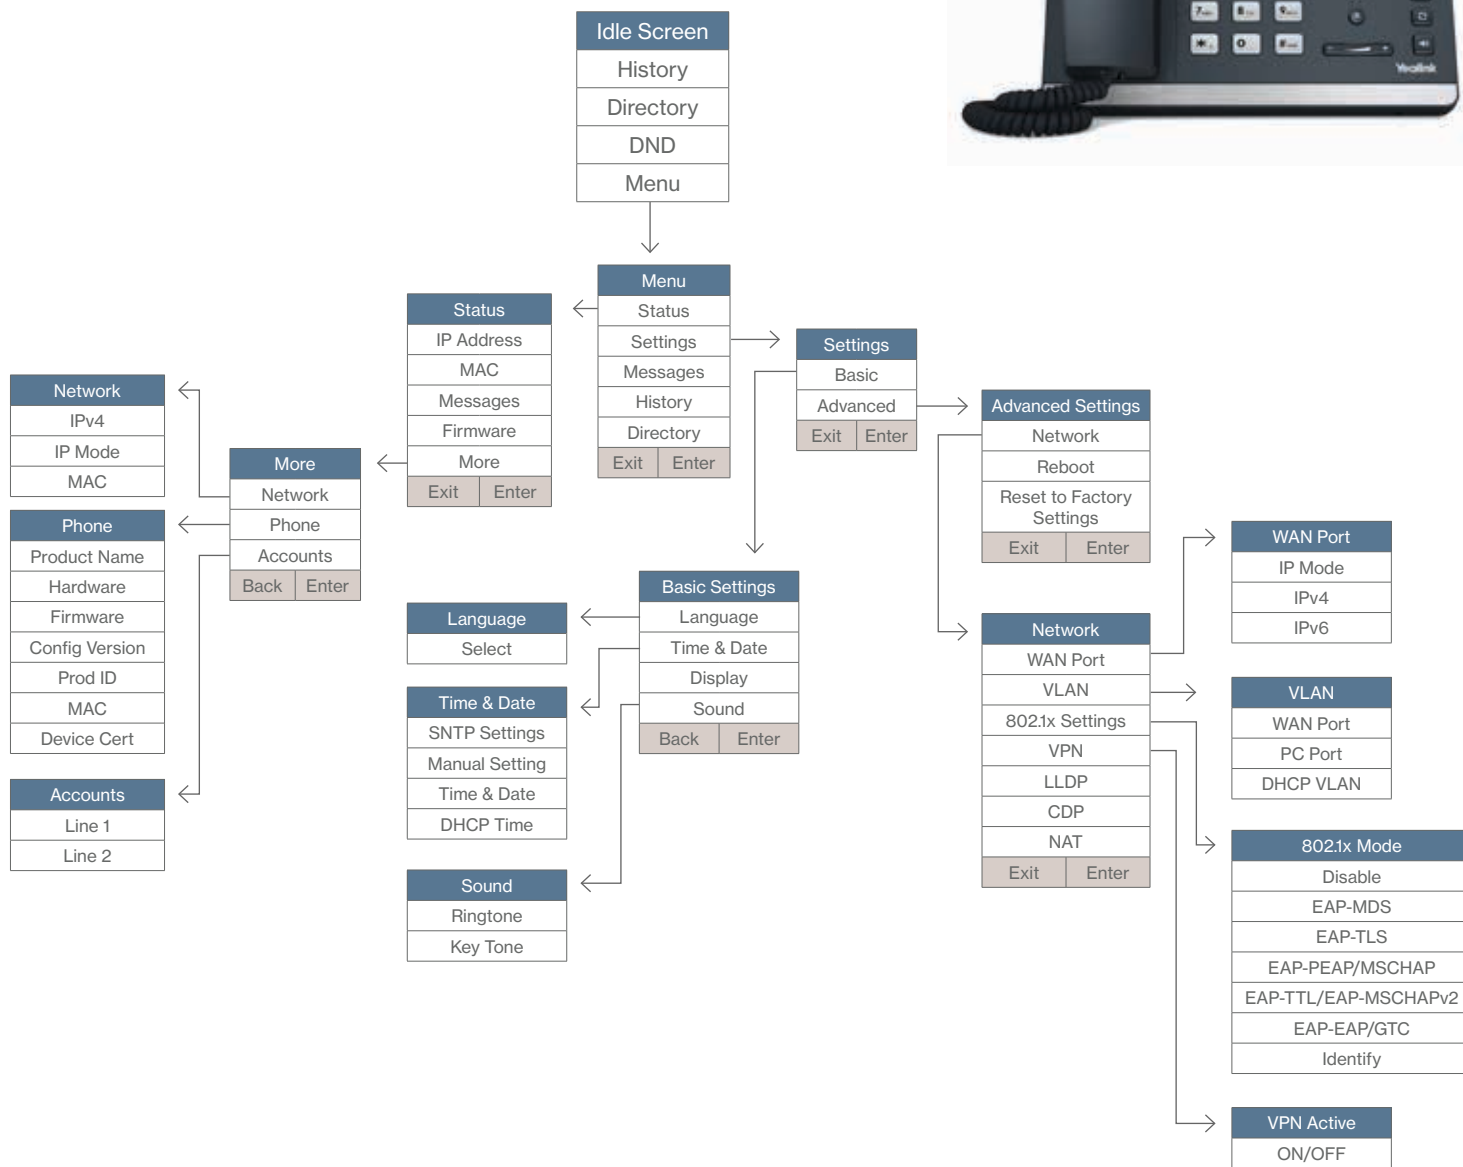 Idle Screen
History
Directory
DND
Menu
Yealink
Menu
Status
Settings
Messages
History
Directory
Exit Enter
Status
IP Address
MAC
Messages
Firmware
More
Exit Enter
Settings
Basic
Advanced
Exit Enter
Network
IPv4
IP Mode
MAC
More
Network
Phone
Accounts
Back Enter
Phone
Product Name
Hardware
Firmware
Config Version
Prod ID
MAC
Device Cert
Accounts
Line 1
Line 2
Advanced Settings
Network
Reboot
Reset to Factory
Settings
Exit Enter
Basic Settings
Language
Time & Date
Display
Sound
Back Enter
Language
Select
Time & Date
SNTP Settings
Manual Setting
Time & Date
DHCP Time
Sound
Ringtone
Key Tone
Network
WAN Port
VLAN
802.1x Settings
VPN
LLDP
CDP
NAT
Exit Enter
WAN Port
IP Mode
IPv4
IPv6
VLAN
WAN Port
PC Port
DHCP VLAN
802.1x Mode
Disable
EAP-MDS
EAP-TLS
EAP-PEAP/MSCHAP
EAP-TTL/EAP-MSCHAPv2
EAP-EAP/GTC
Identify
VPN Active
ON/OFF